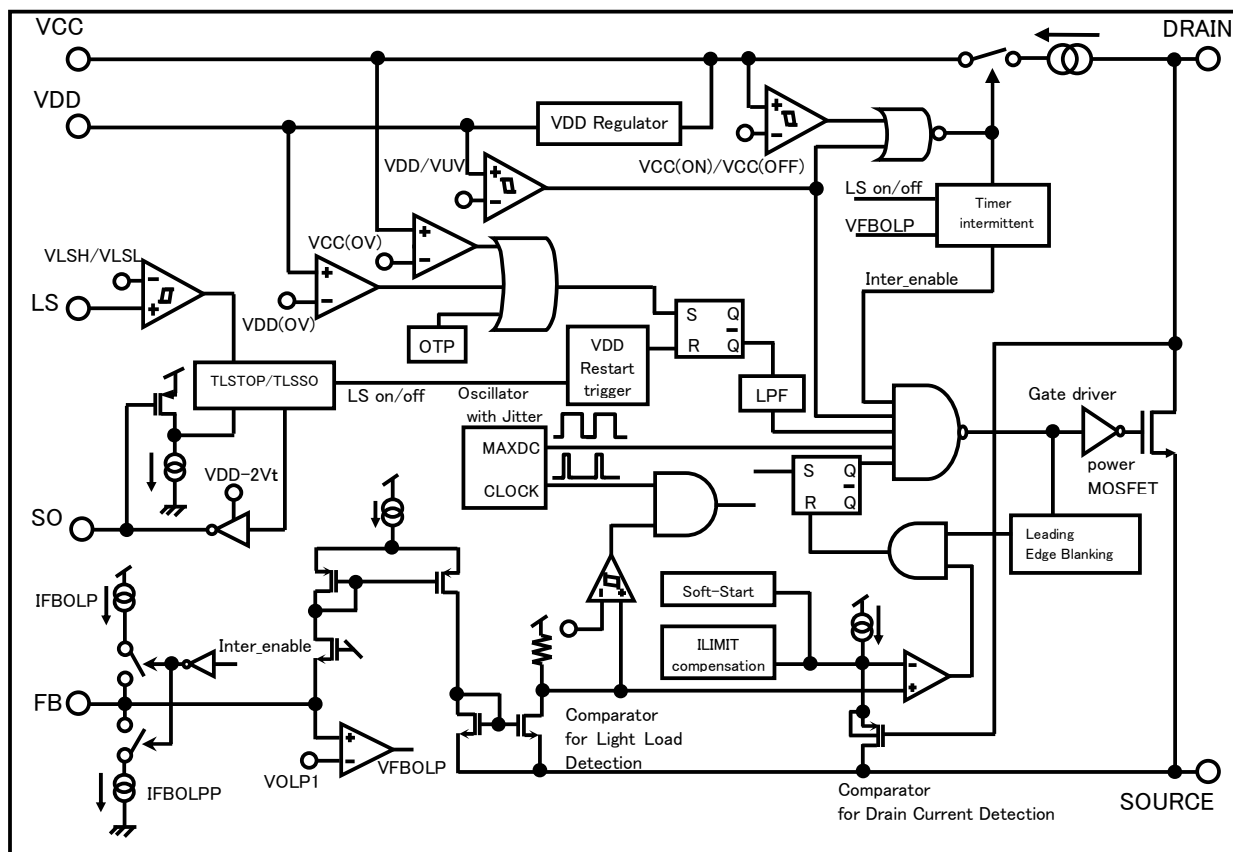 VCC
DRAIN
VDD
VDD Regulator
VDD/VUV
VCC(ON)/VCC(OFF)
LS on/off
Timer
intermittent
VFBOLP
VCC(OV)
VLSH/VLSL
Inter_enable
LS
VDD(OV)
OTP
S Q
R Q
VDD
Restart
trigger
TLSTOP/TLSSO
LS on/off
LPF
Oscillator
with Jitter
Gate driver
MAXDC
CLOCK
power
MOSFET
VDD-2Vt
S Q
R Q
SO
Leading
Edge Blanking
IFBOLP
Soft-Start
Inter_enable
ILIMIT
compensation
FB
Comparator
for Light Load
Detection
VOLP1
VFBOLP
IFBOLPP
Comparator
for Drain Current Detection
SOURCE